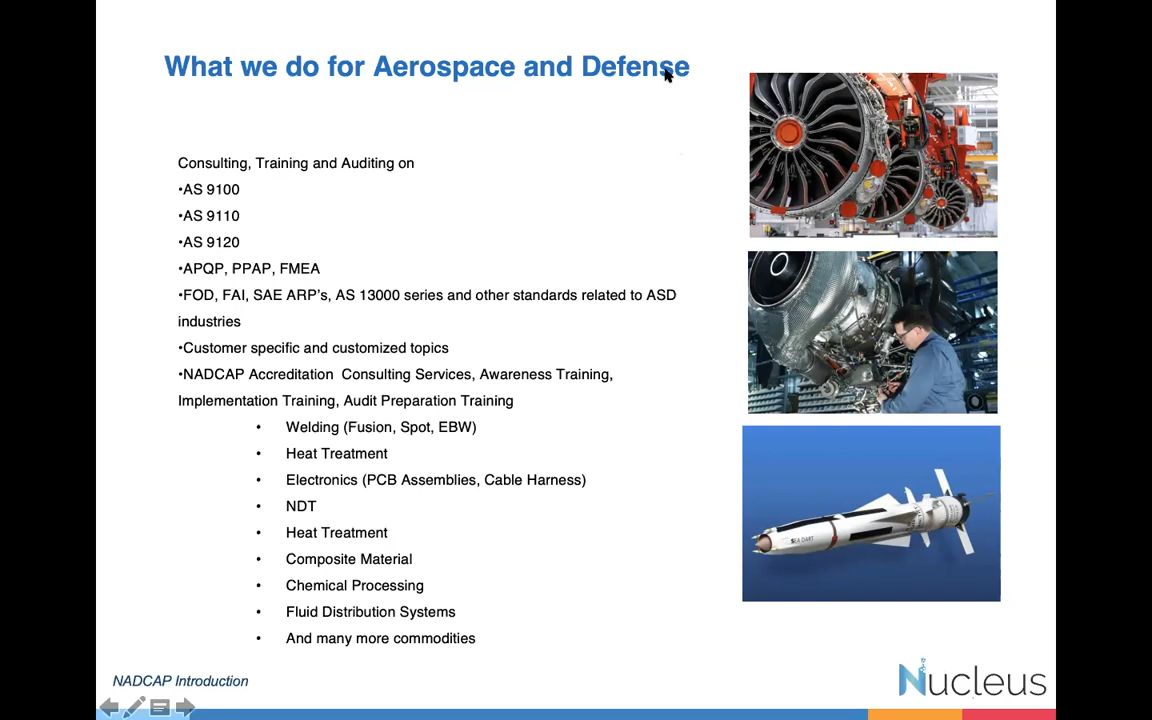 What we do for Aerospace and Defense
Consulting, Training and Auditing on
•AS 9100
•AS 9110
•AS 9120
•APQP, PPAP, FMEA
•FOD, FAI, SAE ARP's, AS 13000 series and other standards related to ASD
industries
•Customer specific and customized topics
•NADCAP Accreditation  Consulting Services, Awareness Training,
Implementation Training, Audit Preparation Training
• Welding (Fusion, Spot, EBW)
• Heat Treatment
• Electronics (PCB Assemblies, Cable Harness)
• NDT
• Heat Treatment
• Composite Material
• Chemical Processing
• Fluid Distribution Systems
• And many more commodities
SEA DART
NADCAP Introduction
Nucleus